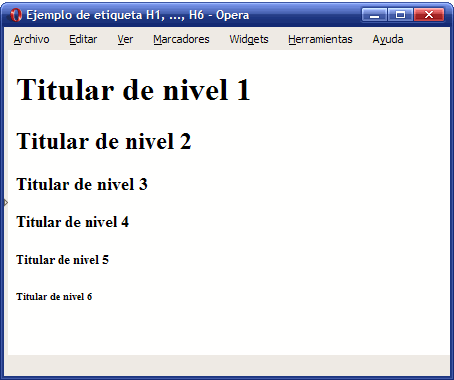 Ejemplo de etiqueta H1, ..., H6 - Opera
Archivo Editar Ver Marcadores Widgets Herramientas Ayuda
Titular de nivel 1
Titular de nivel 2
Titular de nivel 3
Titular de nivel 4
Titular de nivel 5
Titular de nivel 6